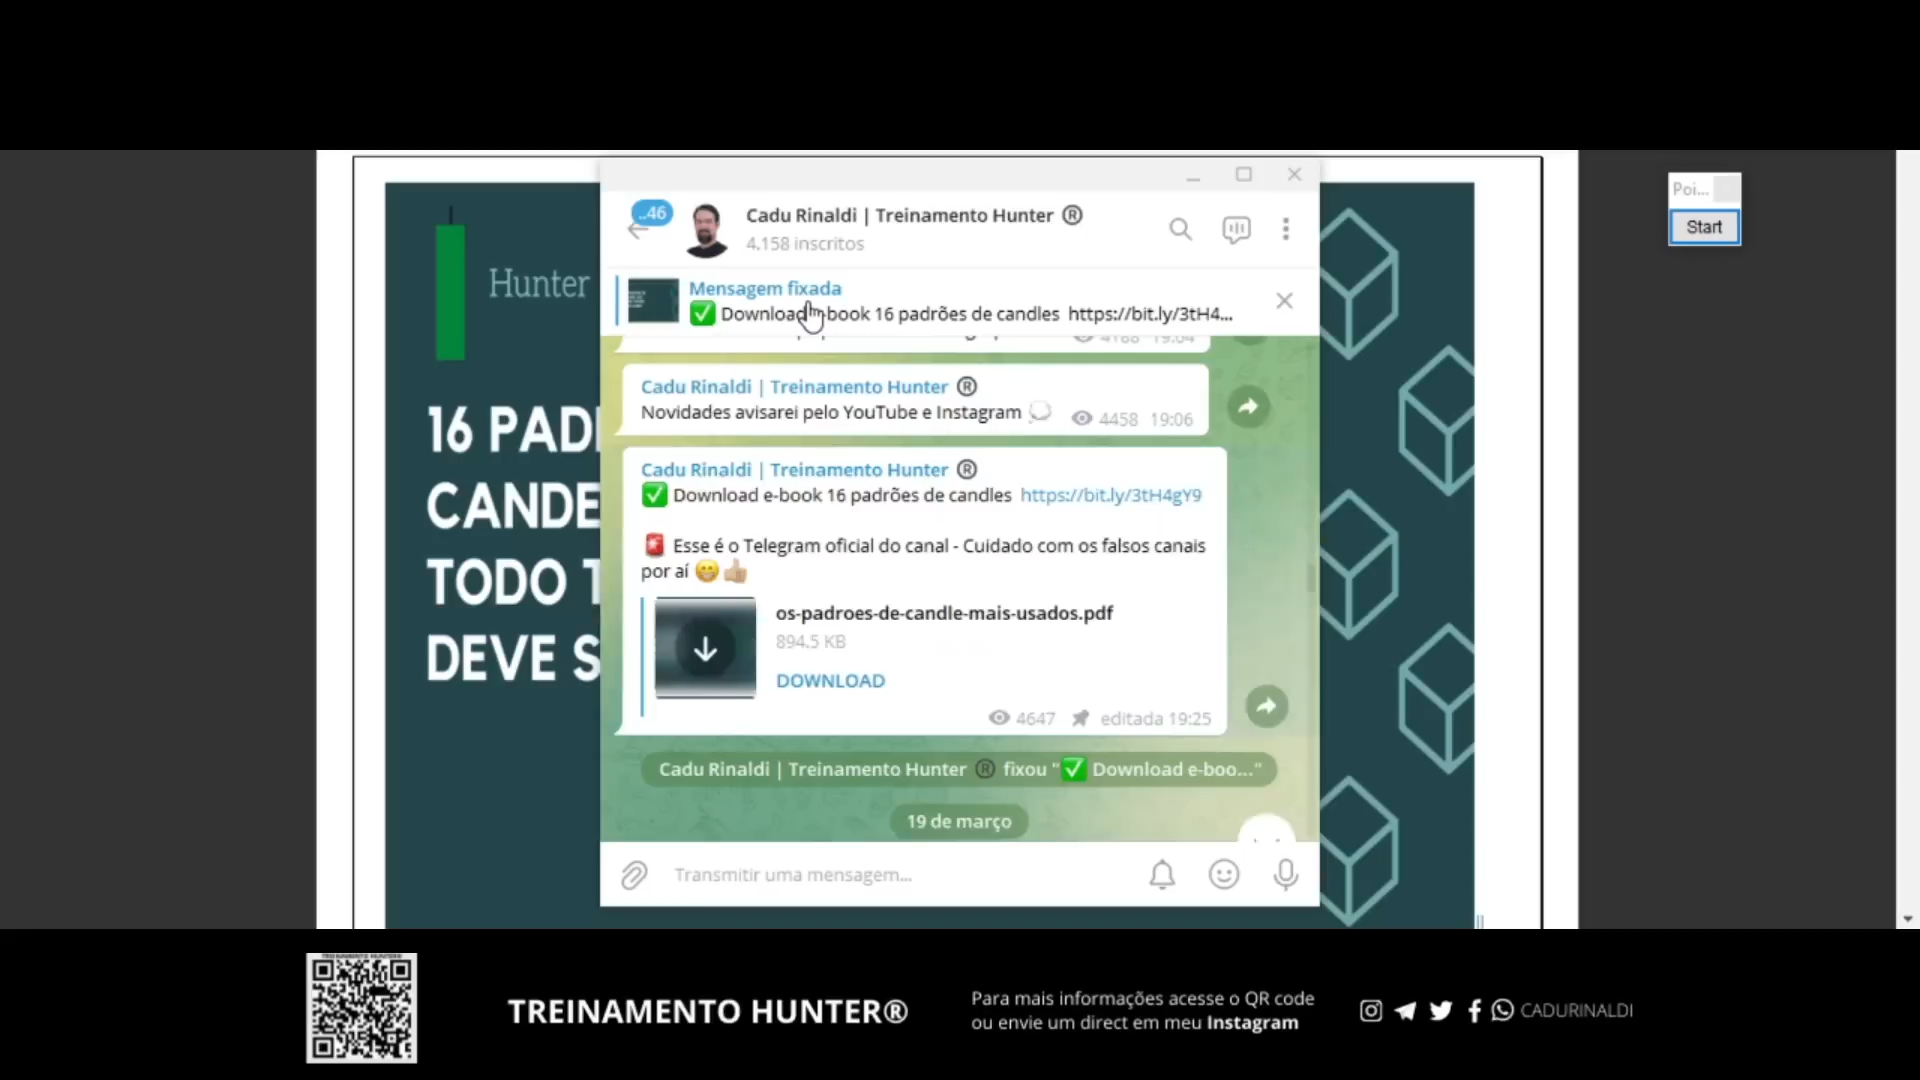 Hunter
16 PAD
CANDE
TODO
DEVE S
Poi...
Start
..46
Cadu Rinaldi | Treinamento Hunter ®
4.158 inscritos
Mensagem fixada
✅ Download e-book 16 padrões de candles https://bit.ly/3tH4...
4188 19:04
Cadu Rinaldi | Treinamento Hunter ®
Novidades avisarei pelo YouTube e Instagram 💭
4458 19:06
Cadu Rinaldi | Treinamento Hunter ®
✅ Download e-book 16 padrões de candles https://bit.ly/3tH4gY9
🚨 Esse é o Telegram oficial do canal - Cuidado com os falsos canais
por aí 😁👍🏼
os-padroes-de-candle-mais-usados.pdf
894.5 KB
DOWNLOAD
4647 editada 19:25
Cadu Rinaldi | Treinamento Hunter ® fixou "✅ Download e-boo..."
19 de março
Transmitir uma mensagem...
TREINAMENTO HUNTER®
Para mais informações acesse o QR code
ou envie um direct em meu Instagram
CADURINALDI